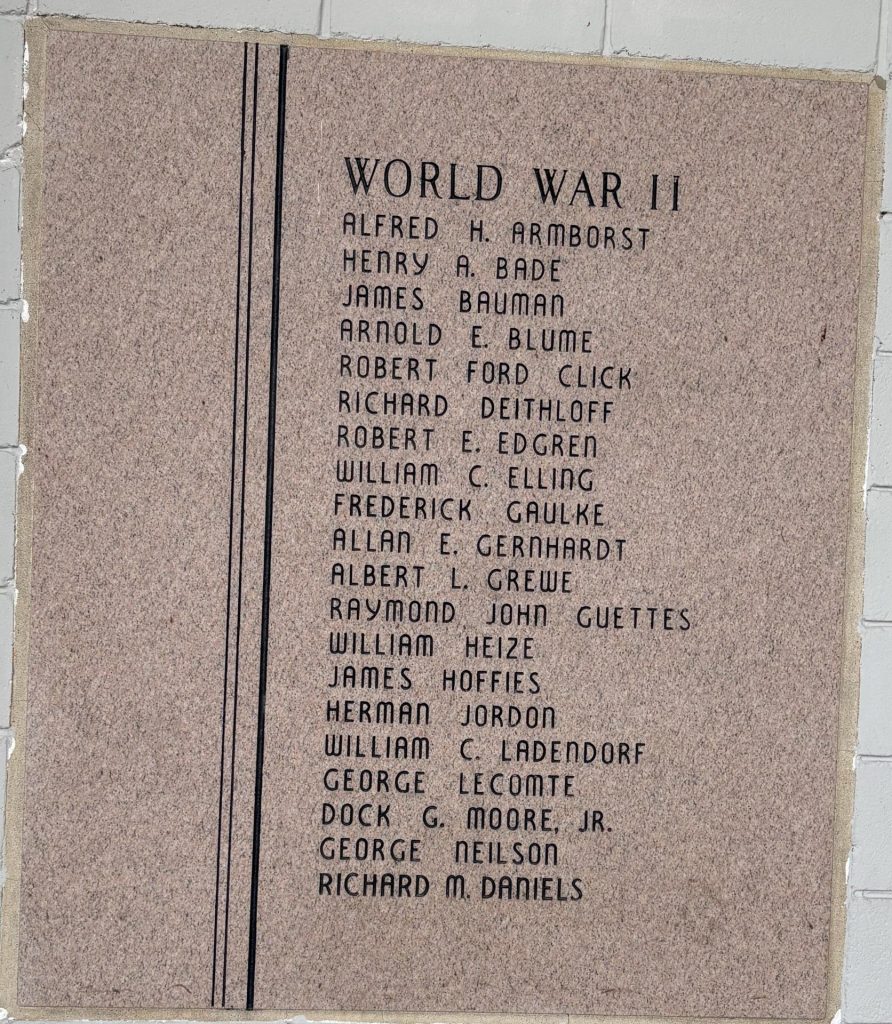 WORLD WAR II
ALFRED H. ARMBORST
HENRY A. BADE
JAMES BAUMAN
ARNOLD E. BLUME
ROBERT FORD CLICK
RICHARD DEITHLOFF
ROBERT E. EDGREN
WILLIAM C. ELLING
FREDERICK GAULKE
ALLAN E. GERNHARDT
ALBERT L. GREWE
RAYMOND JOHN GUETTES
WILLIAM HEIZE
JAMES HOFFIES
HERMAN JORDON
WILLIAM C. LADENDORF
GEORGE LECOMTE
DOCK G. MOORE, JR.
GEORGE NEILSON
RICHARD M. DANIELS